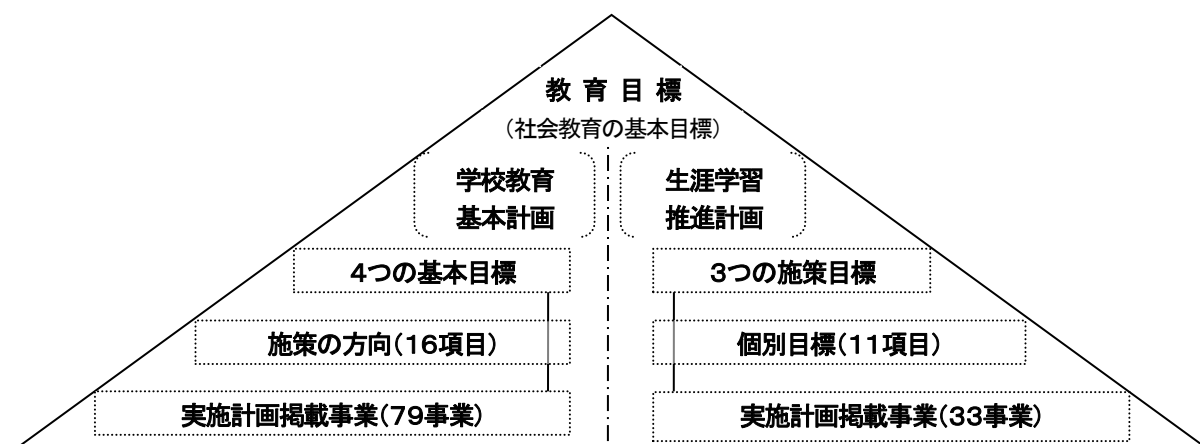 教育目標
（社会教育の基本目標）
学校教育
基本計画
4つの基本目標
施策の方向（16項目）
実施計画掲載事業（79事業）
生涯学習
推進計画
3つの施策目標
個別目標（11項目）
実施計画掲載事業（33事業）